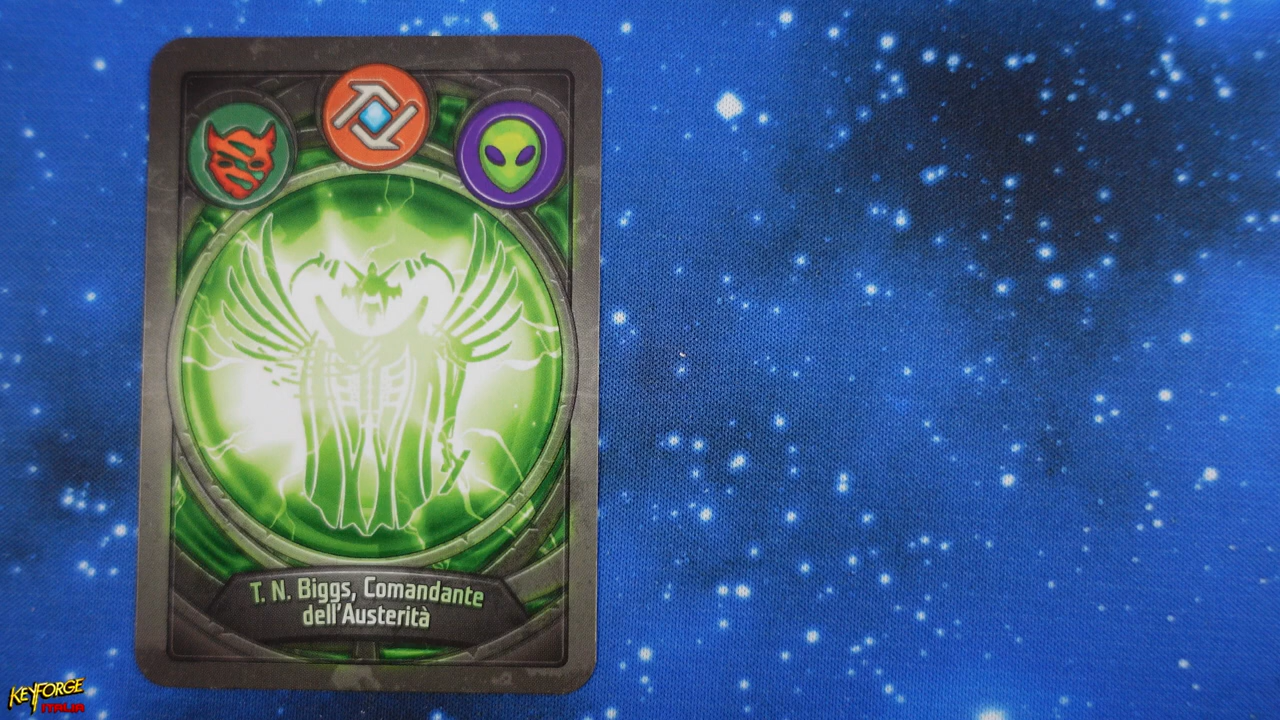 T. N. Biggs, Comandante
dell'Austerità
KEYFORGE
ITALIA